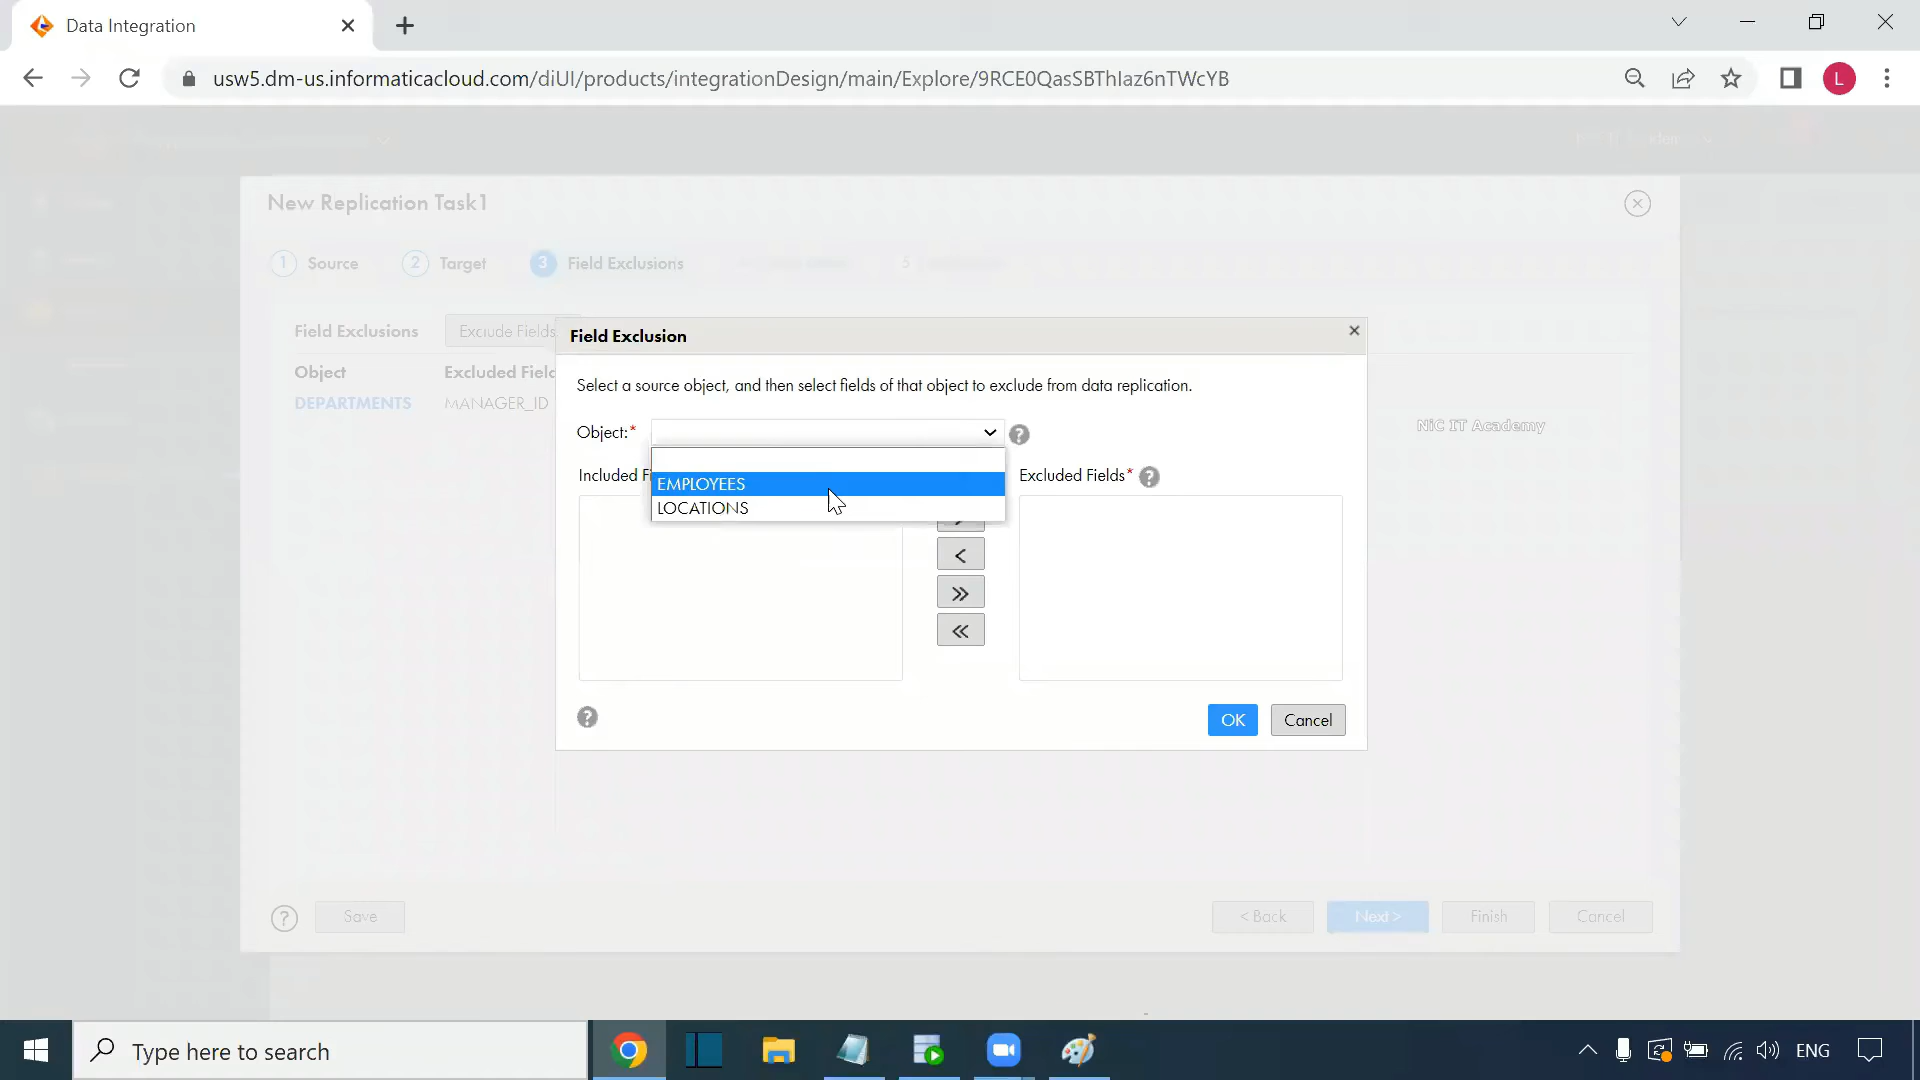 Data Integration
usw5.dm-us.informaticacloud.com/diUI/products/integrationDesign/main/Explore/9RCE0QasSBThIaz6nTWcYB
L
New Replication Task1
1 Source 2 Target 3 Field Exclusions 5
Field Exclusions Exclude Fields
Field Exclusion
Object Excluded Field
Select a source object, and then select fields of that object to exclude from data replication.
DEPARTMENTS MANAGER_ID
NiC IT Academy
Object:*
Included Fi
Excluded Fields*
EMPLOYEES
LOCATIONS
>
<
>>
<<
OK Cancel
Save < Back Next > Finish Cancel
Type here to search
ENG